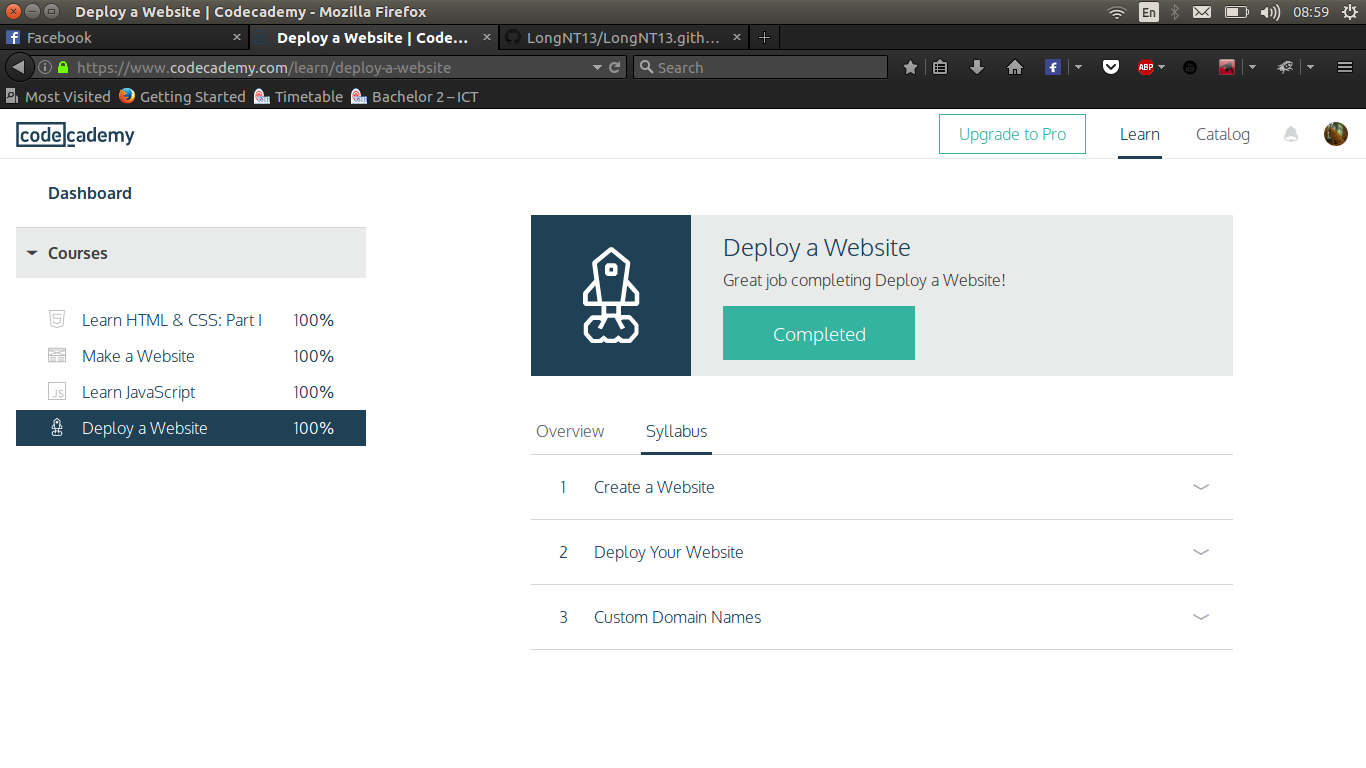 Deploy a Website | Codecademy - Mozilla Firefox
En
08:59
Facebook
Deploy a Website | Code...
LongNT13/LongNT13.gith...
https://www.codecademy.com/learn/deploy-a-website
Search
ABP
Most Visited
Getting Started
Timetable
Bachelor 2 – ICT
codecademy
Upgrade to Pro
Learn
Catalog
Dashboard
Courses
Learn HTML & CSS: Part I 100%
Make a Website 100%
JS Learn JavaScript 100%
Deploy a Website 100%
Deploy a Website
Great job completing Deploy a Website!
Completed
Overview
Syllabus
1 Create a Website
2 Deploy Your Website
3 Custom Domain Names